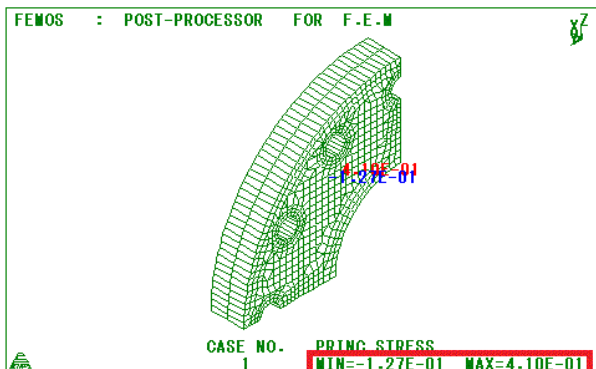 FEMOS : POST-PROCESSOR FOR F.E.M
Z
4.10E-01
-1.27E-01
CASE NO. PRINC STRESS
1 MIN=-1.27E-01 MAX=4.10E-01